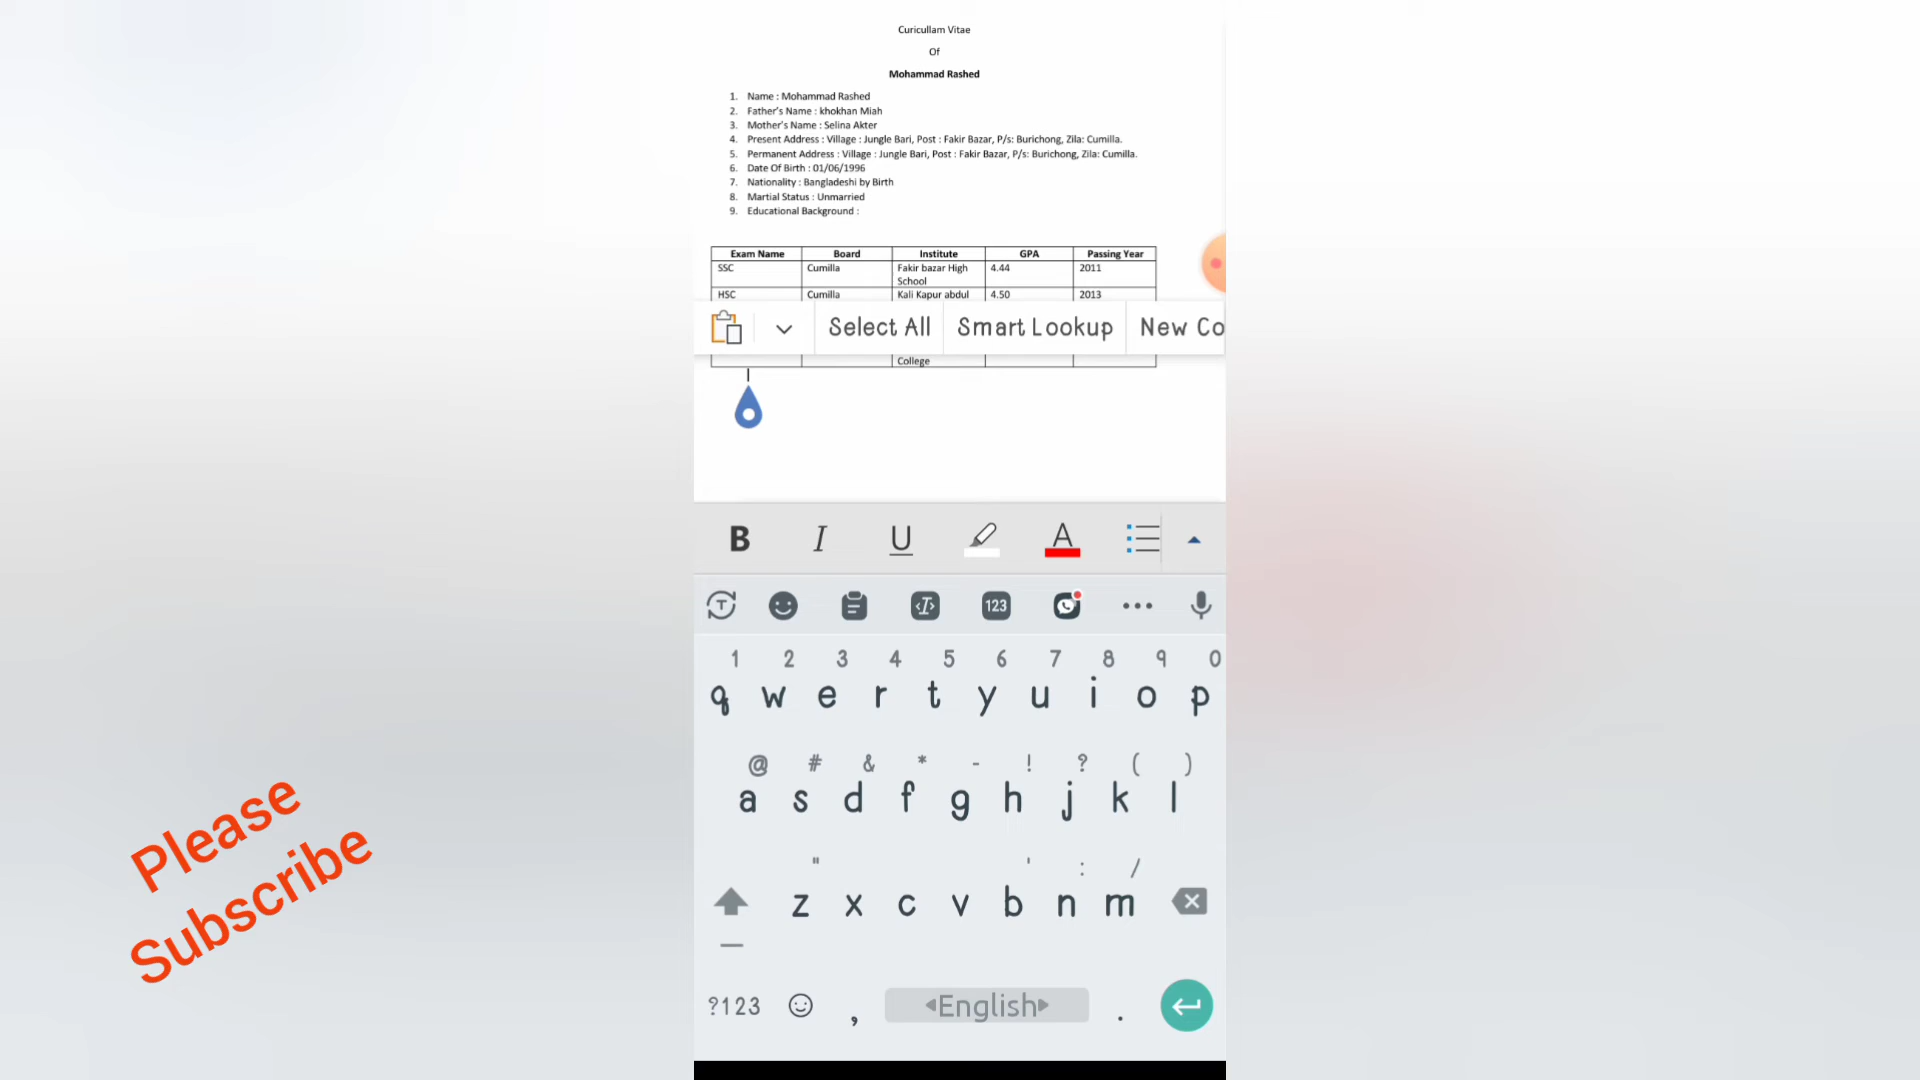 Curicullam Vitae
Of
Mohammad Rashed
1. Name : Mohammad Rashed
2. Father's Name : khokhan Miah
3. Mother's Name : Selina Akter
4. Present Address : Village : Jungle Bari, Post : Fakir Bazar, P/s: Burichong, Zila: Cumilla.
5. Permanent Address : Village : Jungle Bari, Post : Fakir Bazar, P/s: Burichong, Zila: Cumilla.
6. Date Of Birth : 01/06/1996
7. Nationality : Bangladeshi by Birth
8. Martial Status : Unmarried
9. Educational Background :
Exam Name Board Institute GPA Passing Year
SSC Cumilla Fakir bazar High School 4.44 2011
HSC Cumilla Kali Kapur abdul 4.50 2013
Select All Smart Lookup New Co
College
B I U A
T 123
1 2 3 4 5 6 7 8 9 0
q w e r t y u i o p
@ # & * - ! ? ( )
a s d f g h j k l
" ' : /
z x c v b n m
?123 , English .
Please
Subscribe